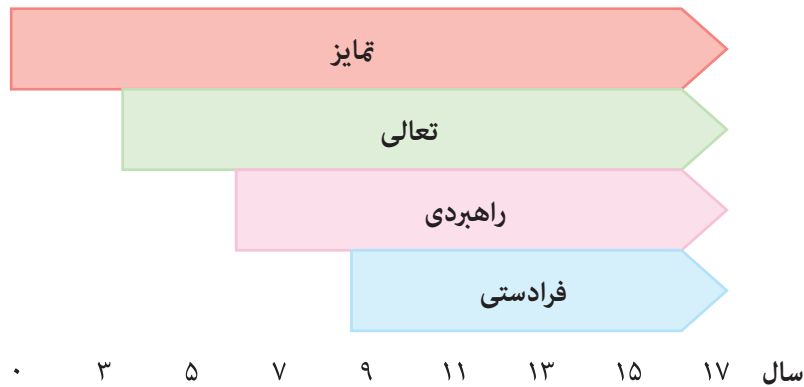 تمایز
تعالی
راهبردی
فرادستی
۰ ۳ ۵ ۷ ۹ ۱۱ ۱۳ ۱۵ ۱۷ سال